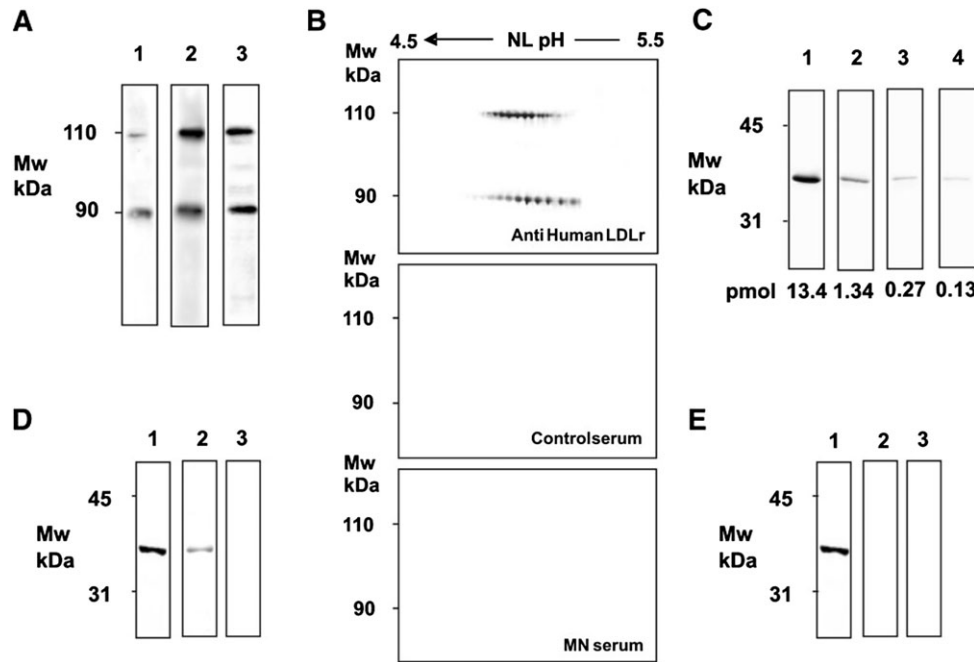 A
1 2 3
Mw
kDa
110
90
B
4.5 NL pH 5.5
Mw
kDa
110
90
Anti Human LDLr
Mw
kDa
110
90
Controlserum
Mw
kDa
110
90
MN serum
C
1 2 3 4
45
Mw
kDa
31
pmol 13.4 1.34 0.27 0.13
D
1 2 3
45
Mw
kDa
31
E
1 2 3
45
Mw
kDa
31